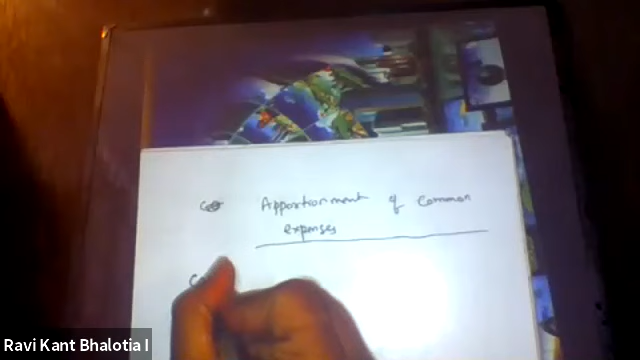 Apportionment of Common
expenses
Ravi Kant Bhalotia I